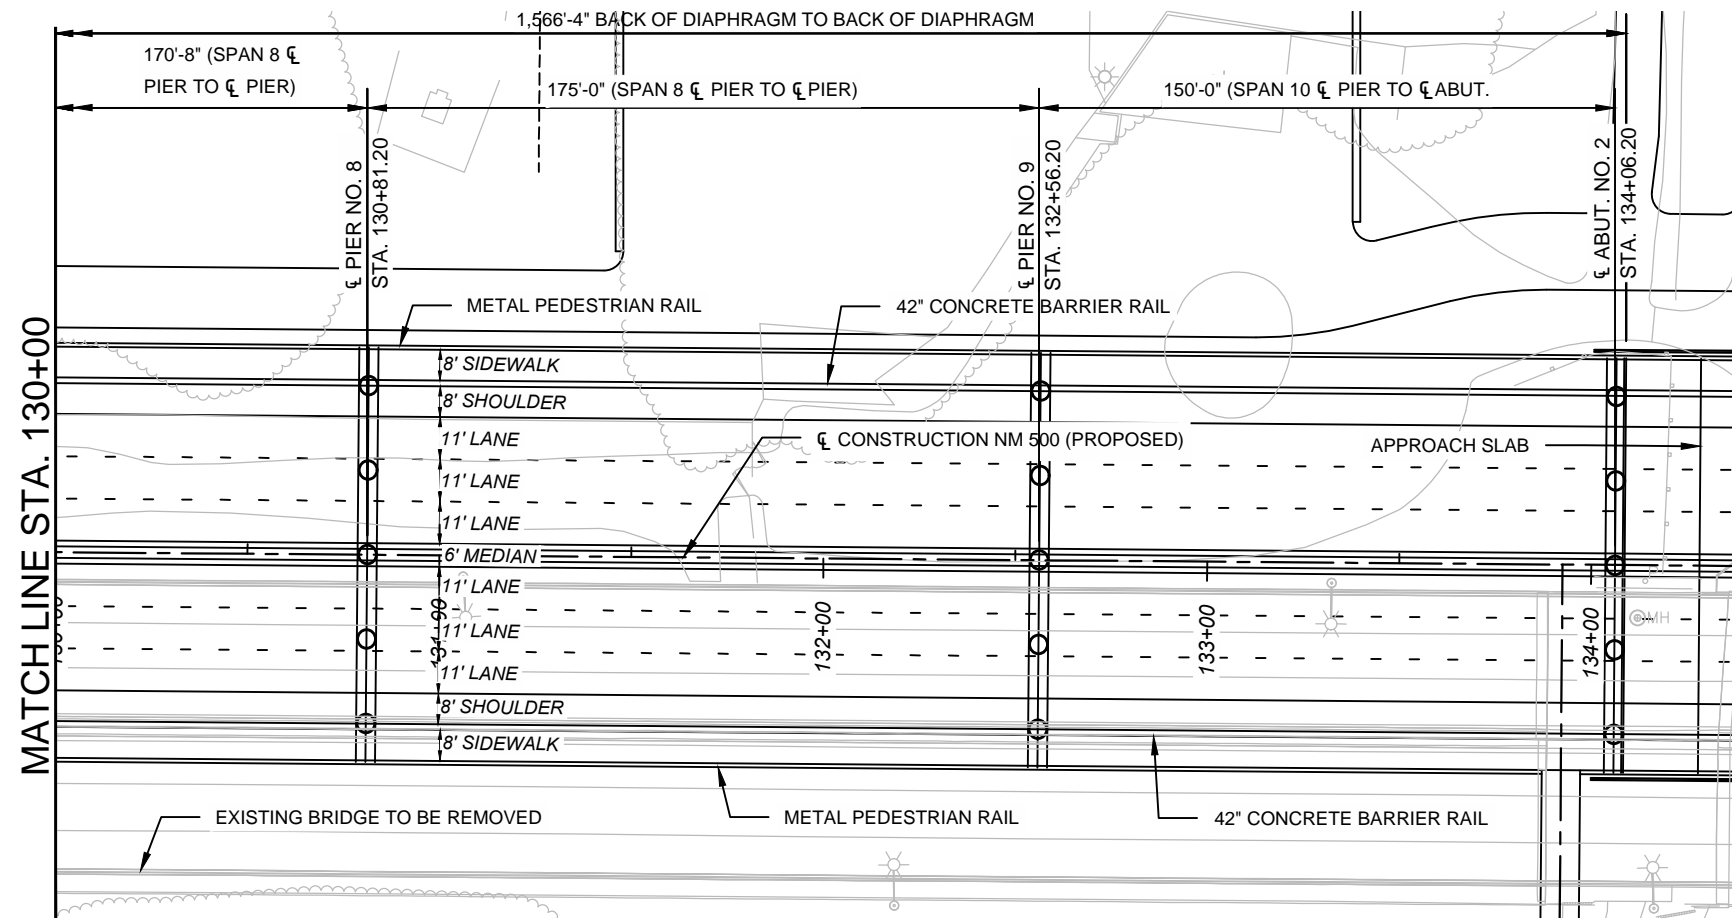 1,566'-4" BACK OF DIAPHRAGM TO BACK OF DIAPHRAGM
170'-8" (SPAN 8 ℄
PIER TO ℄ PIER)
175'-0" (SPAN 8 ℄ PIER TO ℄ PIER)
150'-0" (SPAN 10 ℄ PIER TO ℄ ABUT.
℄ PIER NO. 8
STA. 130+81.20
℄ PIER NO. 9
STA. 132+56.20
℄ ABUT. NO. 2
STA. 134+06.20
MATCH LINE STA. 130+00
METAL PEDESTRIAN RAIL
42" CONCRETE BARRIER RAIL
8' SIDEWALK
8' SHOULDER
11' LANE
℄ CONSTRUCTION NM 500 (PROPOSED)
APPROACH SLAB
11' LANE
11' LANE
6' MEDIAN
11' LANE
131+00
132+00
133+00
134+00
MH
11' LANE
11' LANE
8' SHOULDER
8' SIDEWALK
EXISTING BRIDGE TO BE REMOVED
METAL PEDESTRIAN RAIL
42" CONCRETE BARRIER RAIL